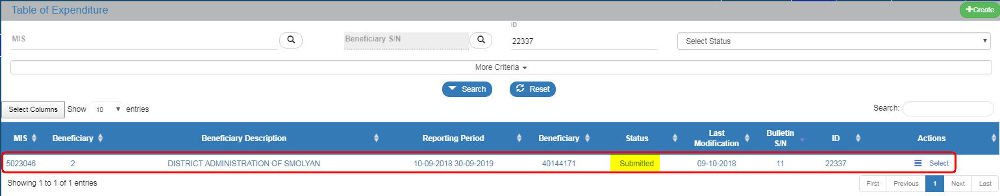 Table of Expenditure
Create
ID
MIS
Beneficiary S/N
22337
Select Status
More Criteria
Search
Reset
Select Columns Show 10 entries
Search:
MIS Beneficiary Beneficiary Description Reporting Period Beneficiary Status Last Modification Bulletin S/N ID Actions
5023046 2 DISTRICT ADMINISTRATION OF SMOLYAN 10-09-2018 30-09-2019 40144171 Submitted 09-10-2018 11 22337 Select
Showing 1 to 1 of 1 entries
First Previous 1 Next Last